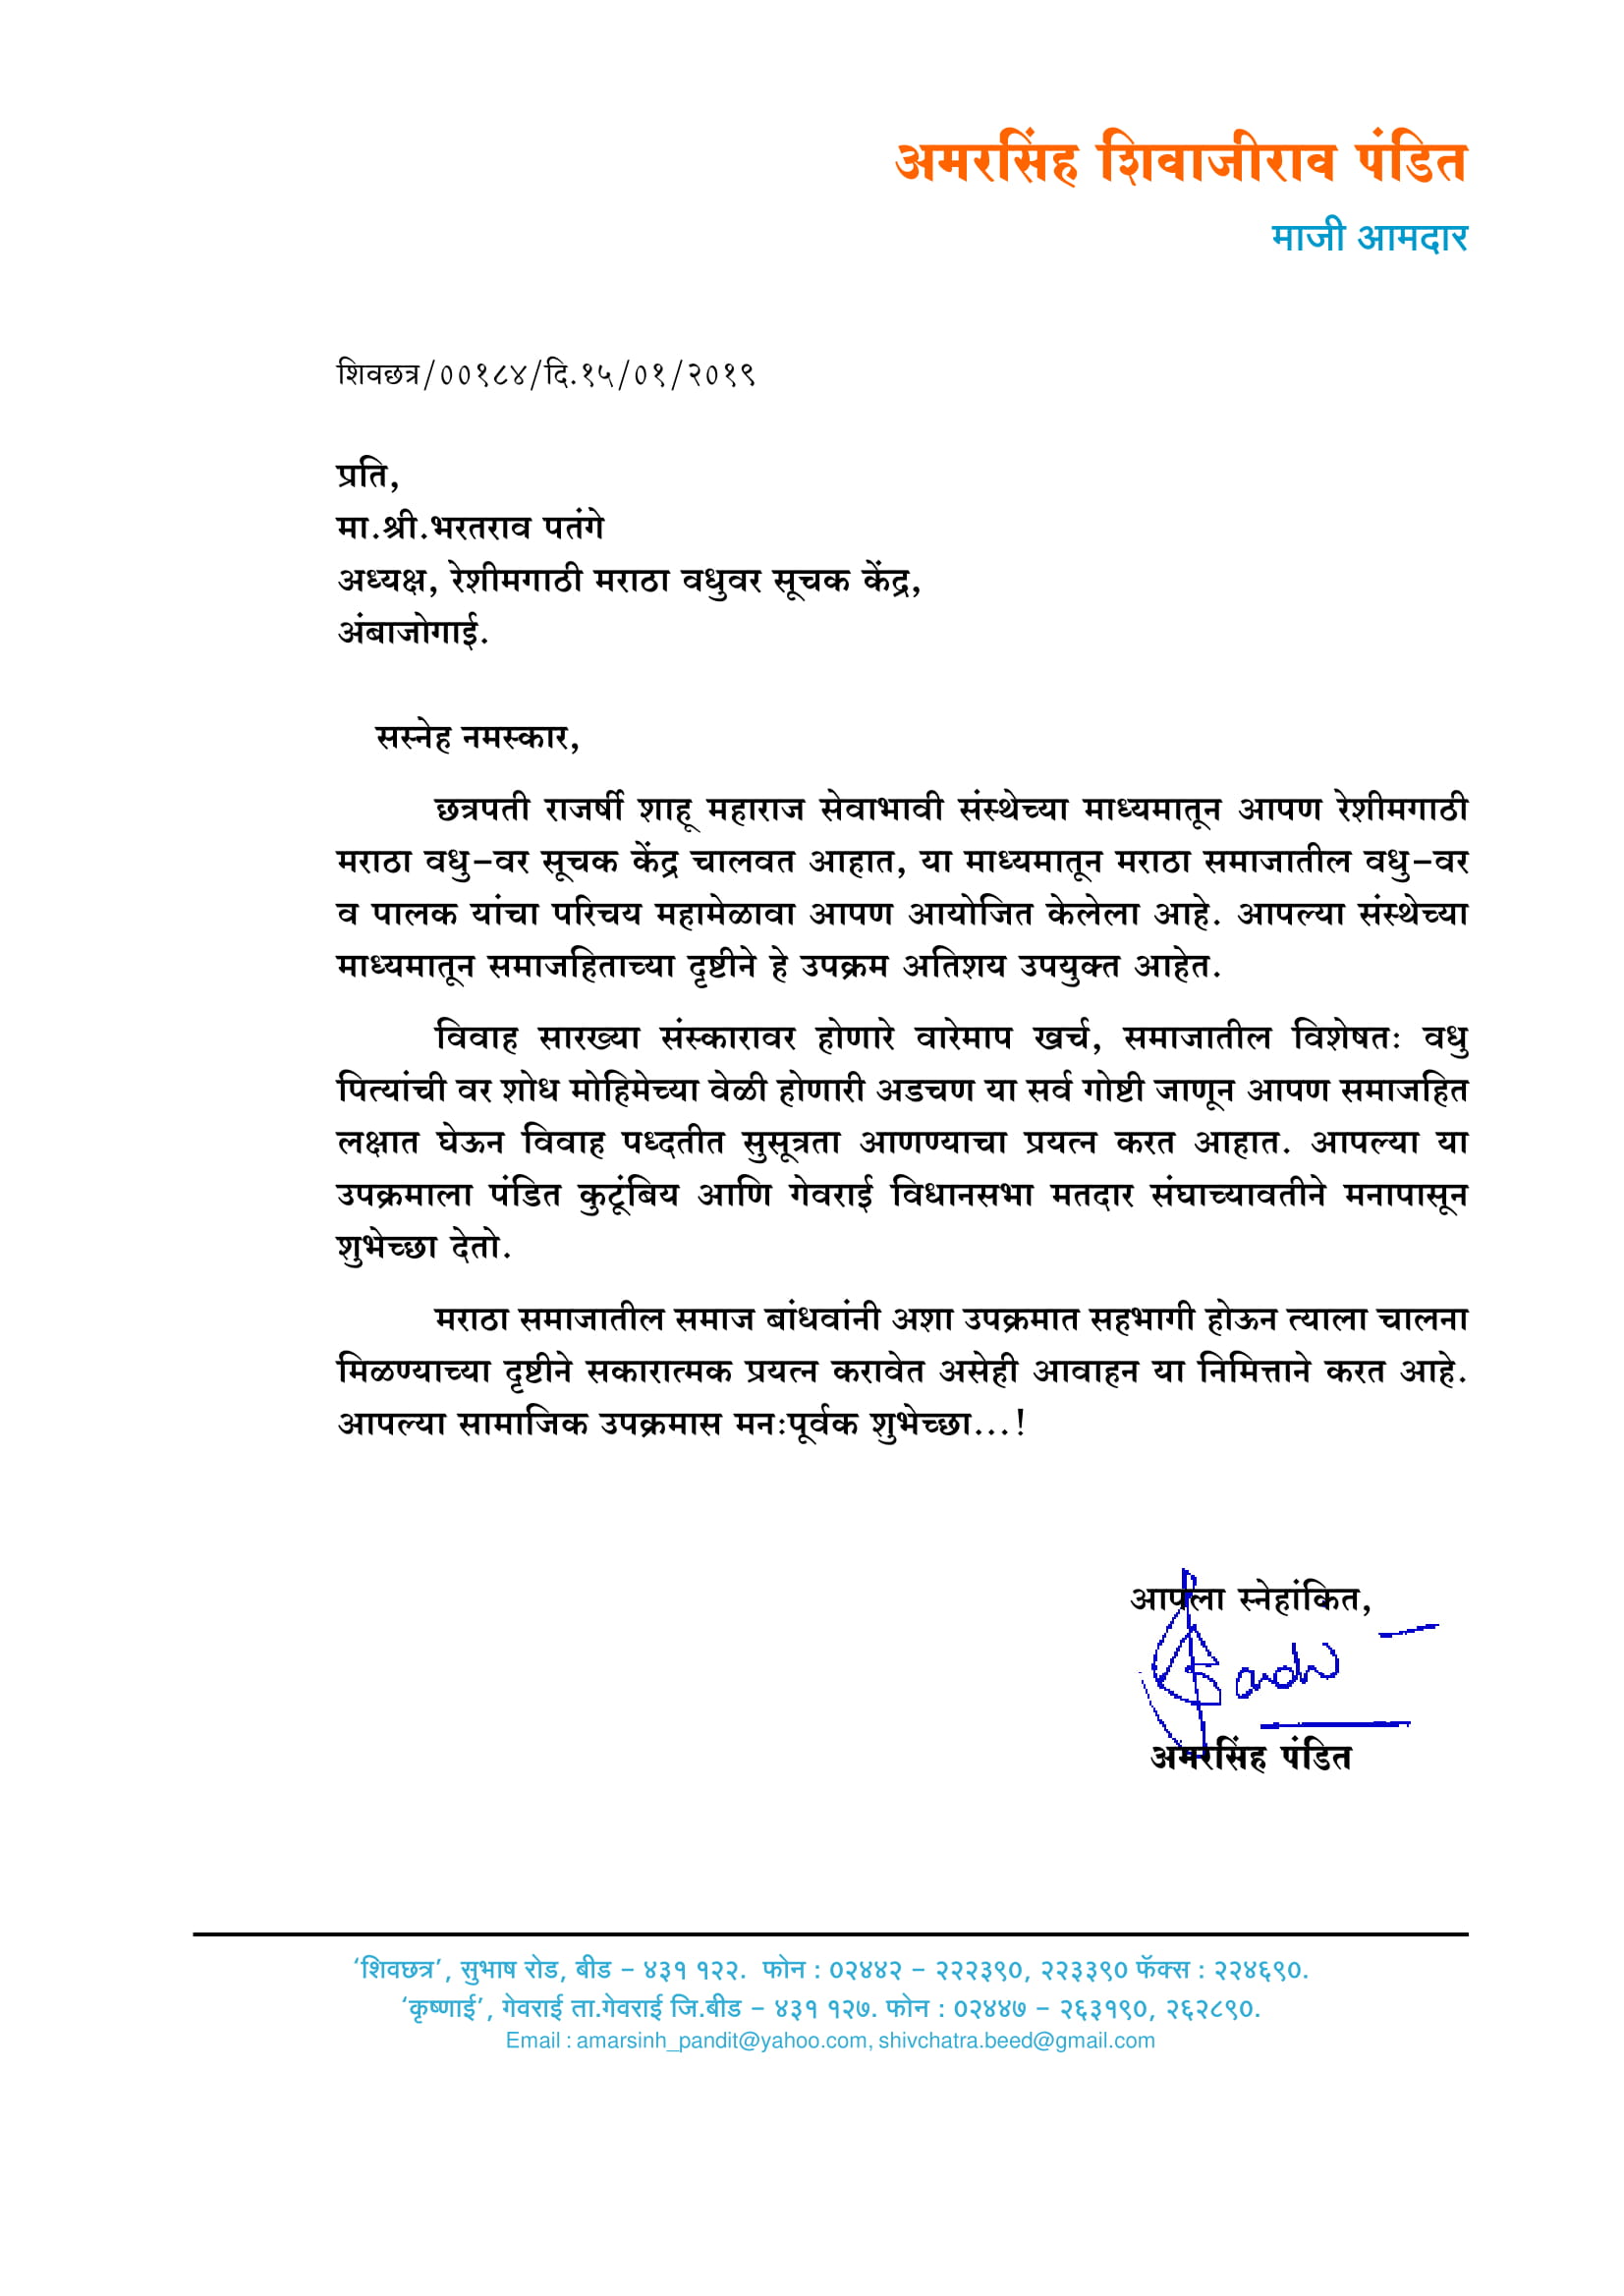 अमरसिंह शिवाजीराव पंडित
माजी आमदार
शिवछत्र/००१८४/दि.१५/०१/२०१९
प्रति,
मा.श्री.भरतराव पतंगे
अध्यक्ष, रेशीमगाठी मराठा वधुवर सूचक केंद्र,
अंबाजोगाई.
सस्नेह नमस्कार,
छत्रपती राजर्षी शाहू महाराज सेवाभावी संस्थेच्या माध्यमातून आपण रेशीमगाठी
मराठा वधु-वर सूचक केंद्र चालवत आहात, या माध्यमातून मराठा समाजातील वधु-वर
व पालक यांचा परिचय महामेळावा आपण आयोजित केलेला आहे. आपल्या संस्थेच्या
माध्यमातून समाजहिताच्या दृष्टीने हे उपक्रम अतिशय उपयुक्त आहेत.
विवाह सारख्या संस्कारावर होणारे वारेमाप खर्च, समाजातील विशेषतः वधु
पित्यांची वर शोध मोहिमेच्या वेळी होणारी अडचण या सर्व गोष्टी जाणून आपण समाजहित
लक्षात घेऊन विवाह पध्दतीत सुसूत्रता आणण्याचा प्रयत्न करत आहात. आपल्या या
उपक्रमाला पंडित कुटूंबिय आणि गेवराई विधानसभा मतदार संघाच्यावतीने मनापासून
शुभेच्छा देतो.
मराठा समाजातील समाज बांधवांनी अशा उपक्रमात सहभागी होऊन त्याला चालना
मिळण्याच्या दृष्टीने सकारात्मक प्रयत्न करावेत असेही आवाहन या निमित्ताने करत आहे.
आपल्या सामाजिक उपक्रमास मनःपूर्वक शुभेच्छा...!
आपला स्नेहांकित,
अमरसिंह पंडित
‘शिवछत्र’, सुभाष रोड, बीड - ४३१ १२२. फोन : ०२४४२ - २२२३९०, २२३३९० फॅक्स : २२४६९०.
‘कृष्णाई’, गेवराई ता.गेवराई जि.बीड - ४३१ १२७. फोन : ०२४४७ - २६३१९०, २६२८९०.
Email : amarsinh_pandit@yahoo.com, shivchatra.beed@gmail.com